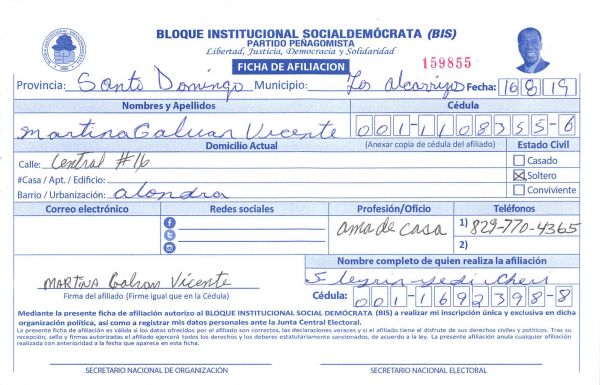 BLOQUE INSTITUCIONAL SOCIALDEMÓCRATA (BIS)
PARTIDO PEÑAGOMISTA
Libertad, Justicia, Democracia y Solidaridad
FICHA DE AFILIACION
159855
Provincia: Santo Domingo Municipio: Los alcarrizo Fecha: 16 8 19
Nombres y Apellidos Cédula
Martina Galvan Vicente 001-1108355-6
Domicilio Actual (Anexar copia de cédula del afiliado) Estado Civil
Calle: Central #16
Casado
#Casa / Apt. / Edificio: Soltero
Barrio / Urbanización: alondra Conviviente
Correo electrónico Redes sociales Profesión/Oficio Teléfonos
ama de casa 1) 829-770-4365
2)
Nombre completo de quien realiza la afiliación
MARTINA Galvan Vicente
Firma del afiliado (Firme igual que en la Cédula) Cédula: 001-1692398-8
Mediante la presente ficha de afiliación autorizo al BLOQUE INSTITUCIONAL SOCIAL DEMÓCRATA (BIS) a realizar mi inscripción única y exclusiva en dicha
organización política, así como a registrar mis datos personales ante la Junta Central Electoral.
La presente ficha de afiliación es válida si los datos ofrecidos por el afiliado son correctos, las declaraciones veraces y si el afiliado tiene el disfrute de sus derechos civiles y políticos. Tras su
recepción, sello y firmas autorizadas el afiliado ejercerá todos los derechos y los deberes estatutariamente sancionados, de acuerdo a la ley. La presente afiliación anula cualquier afiliación
realizada con anterioridad a la fecha que aparece en esta ficha.
SECRETARIO NACIONAL DE ORGANIZACIÓN SECRETARIO NACIONAL ELECTORAL